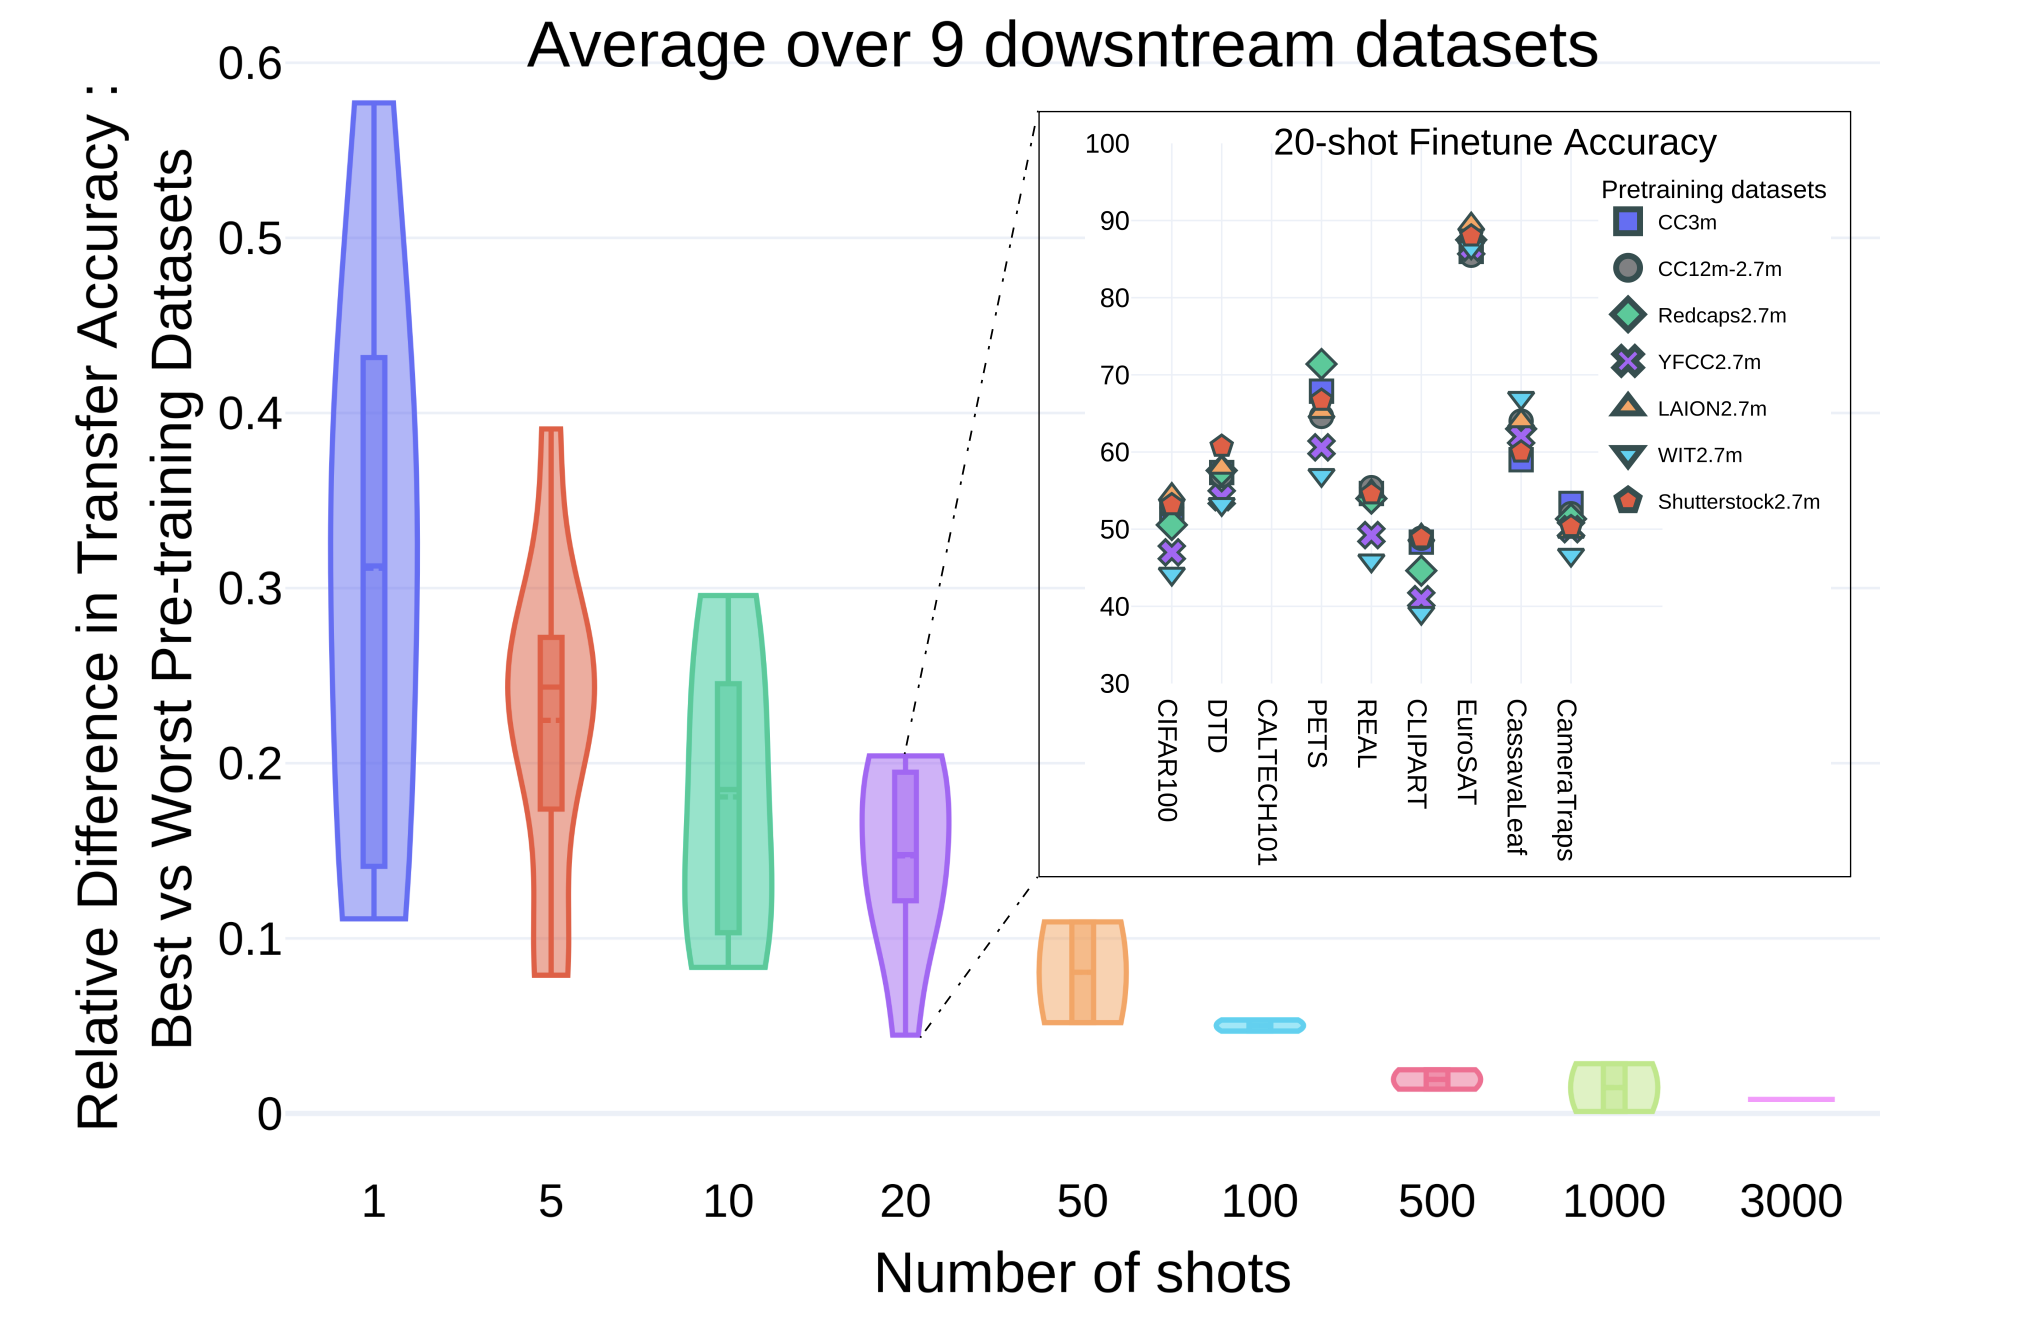 Average over 9 dowsntream datasets
Relative Difference in Transfer Accuracy :
Best vs Worst Pre-training Datasets
0.6
0.5
0.4
0.3
0.2
0.1
0
1 5 10 20 50 100 500 1000 3000
Number of shots
20-shot Finetune Accuracy
100
90
80
70
60
50
40
30
CIFAR100
DTD
CALTECH101
PETS
REAL
CLIPART
EuroSAT
CassavaLeaf
CameraTraps
Pretraining datasets
CC3m
CC12m-2.7m
Redcaps2.7m
YFCC2.7m
LAION2.7m
WIT2.7m
Shutterstock2.7m